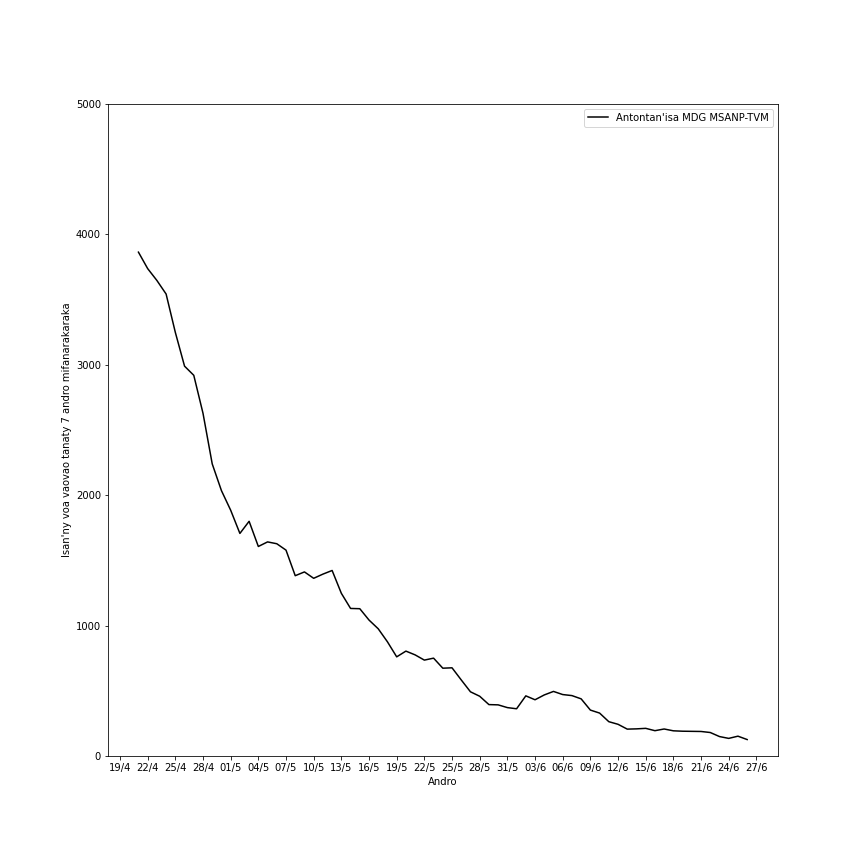 Antontan'isa MDG MSANP-TVM
5000
4000
3000
2000
1000
0
Isan'ny voa vaovao tanaty 7 andro mifanarakaraka
19/4 22/4 25/4 28/4 01/5 04/5 07/5 10/5 13/5 16/5 19/5 22/5 25/5 28/5 31/5 03/6 06/6 09/6 12/6 15/6 18/6 21/6 24/6 27/6
Andro